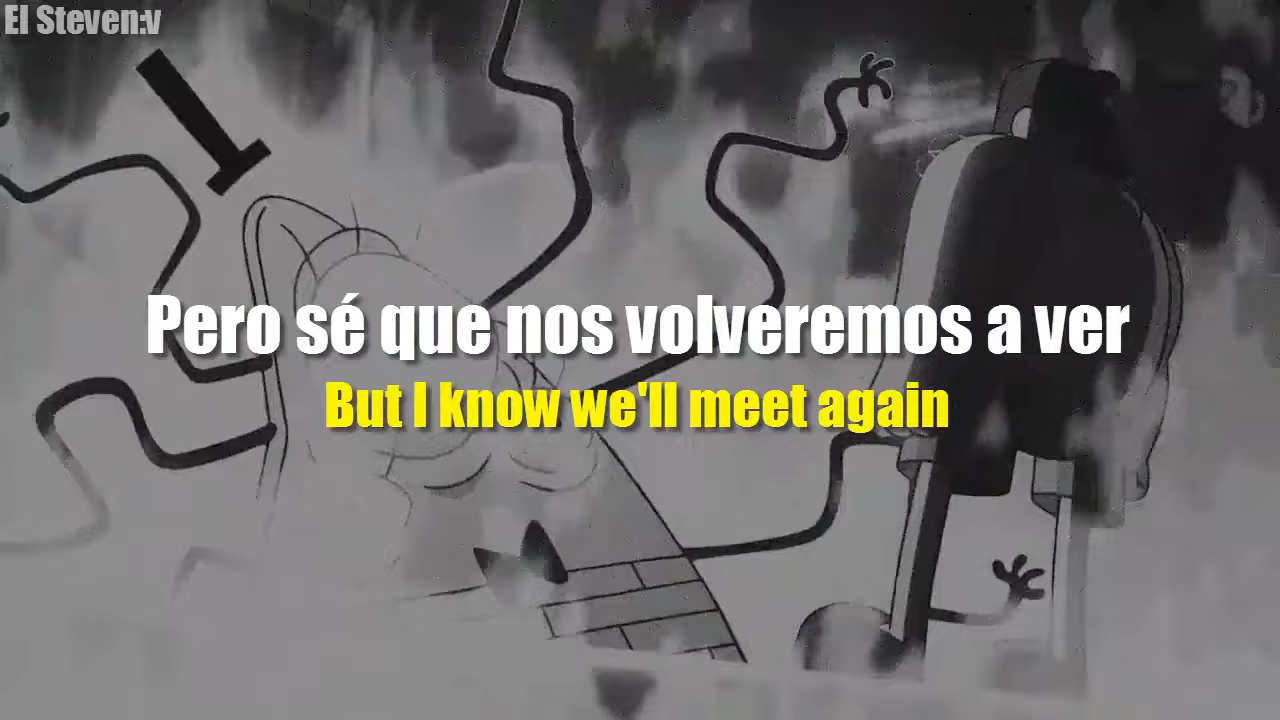 El Steven:v
Pero sé que nos volveremos a ver
But I know we'll meet again